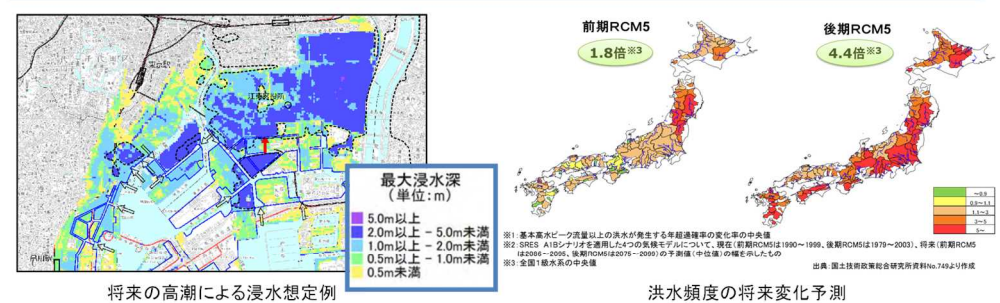 東京駅
江東区役所
最大浸水深
(単位:m)
5.0m以上
2.0m以上-5.0m未満
1.0m以上-2.0m未満
0.5m以上-1.0m未満
0.5m未満
将来の高潮による浸水想定例
前期RCM5
1.8倍※3
後期RCM5
4.4倍※3
～0.9
0.9～1.1
1.1～3
3～5
5～
※1:基本高水ピーク流量以上の洪水が発生する年超過確率の変化率の中央値
※2:SRES A1Bシナリオを適用した4つの気候モデルについて、現在(前期RCM5は1990～1999、後期RCM5は1979～2003)、将来(前期RCM5
は2086～2095、後期RCM5は2075～2099)の予測値(中位値)の幅を示したもの
※3:全国1級水系の中央値
出典:国土技術政策総合研究所資料No.749より作成
洪水頻度の将来変化予測